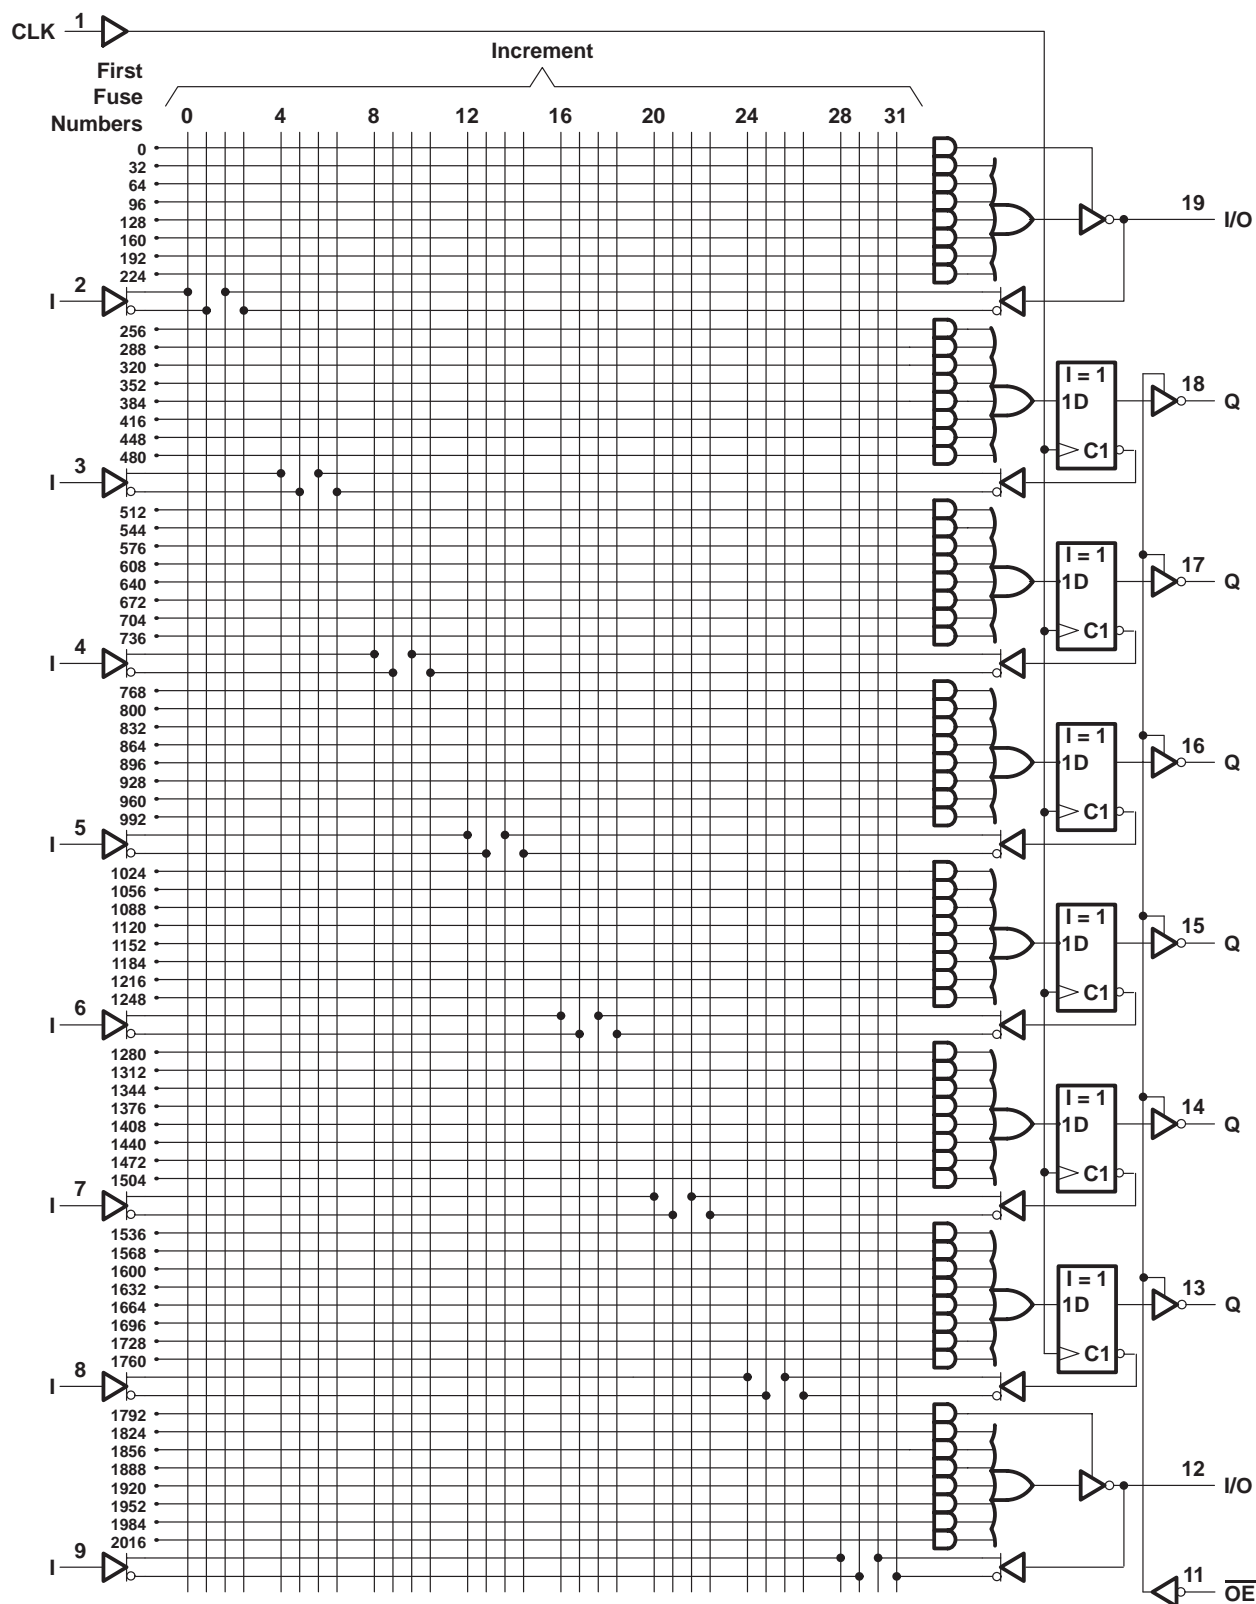 CLK 1
Increment
First
Fuse
Numbers
0 4 8 12 16 20 24 28 31
0
32
64
96
128
160
192
224
19 I/O
I 2
256
288
320
352
384
416
448
480
I = 1
1D
C1
18 Q
I 3
512
544
576
608
640
672
704
736
I = 1
1D
C1
17 Q
I 4
768
800
832
864
896
928
960
992
I = 1
1D
C1
16 Q
I 5
1024
1056
1088
1120
1152
1184
1216
1248
I = 1
1D
C1
15 Q
I 6
1280
1312
1344
1376
1408
1440
1472
1504
I = 1
1D
C1
14 Q
I 7
1536
1568
1600
1632
1664
1696
1728
1760
I = 1
1D
C1
13 Q
I 8
1792
1824
1856
1888
1920
1952
1984
2016
12 I/O
I 9
11 O̅E̅